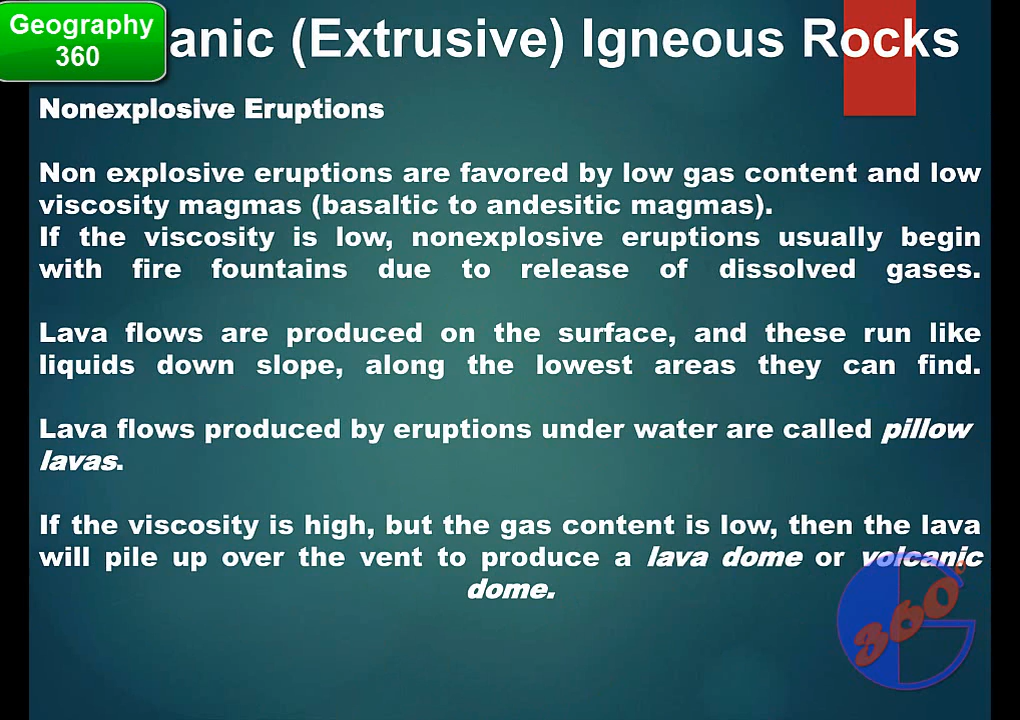 Geography
360
anic (Extrusive) Igneous Rocks
Nonexplosive Eruptions
Non explosive eruptions are favored by low gas content and low
viscosity magmas (basaltic to andesitic magmas).
If the viscosity is low, nonexplosive eruptions usually begin
with fire fountains due to release of dissolved gases.
Lava flows are produced on the surface, and these run like
liquids down slope, along the lowest areas they can find.
Lava flows produced by eruptions under water are called pillow
lavas.
If the viscosity is high, but the gas content is low, then the lava
will pile up over the vent to produce a lava dome or volcanic
dome.
360°